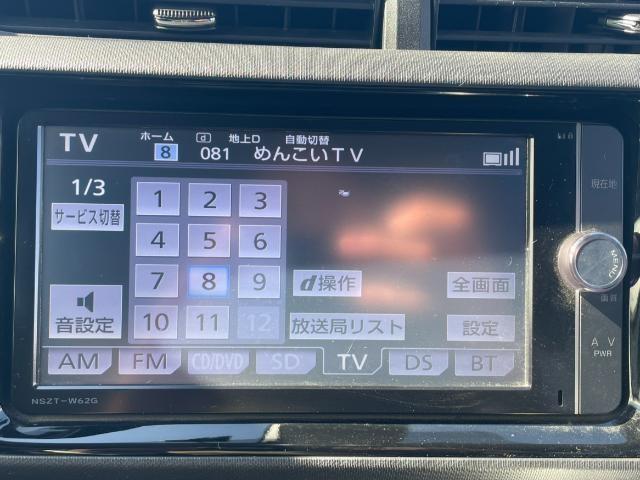 TV ホーム 8 d 地上D 081 自動切替 めんこいTV
1/3
サービス切替
1 2 3
4 5 6
7 8 9
10 11 12
音設定
d操作 全画面
放送局リスト 設定
AM FM CD/DVD SD TV DS BT
NSZT-W62G
現在地
MENU
画質
A V
PWR